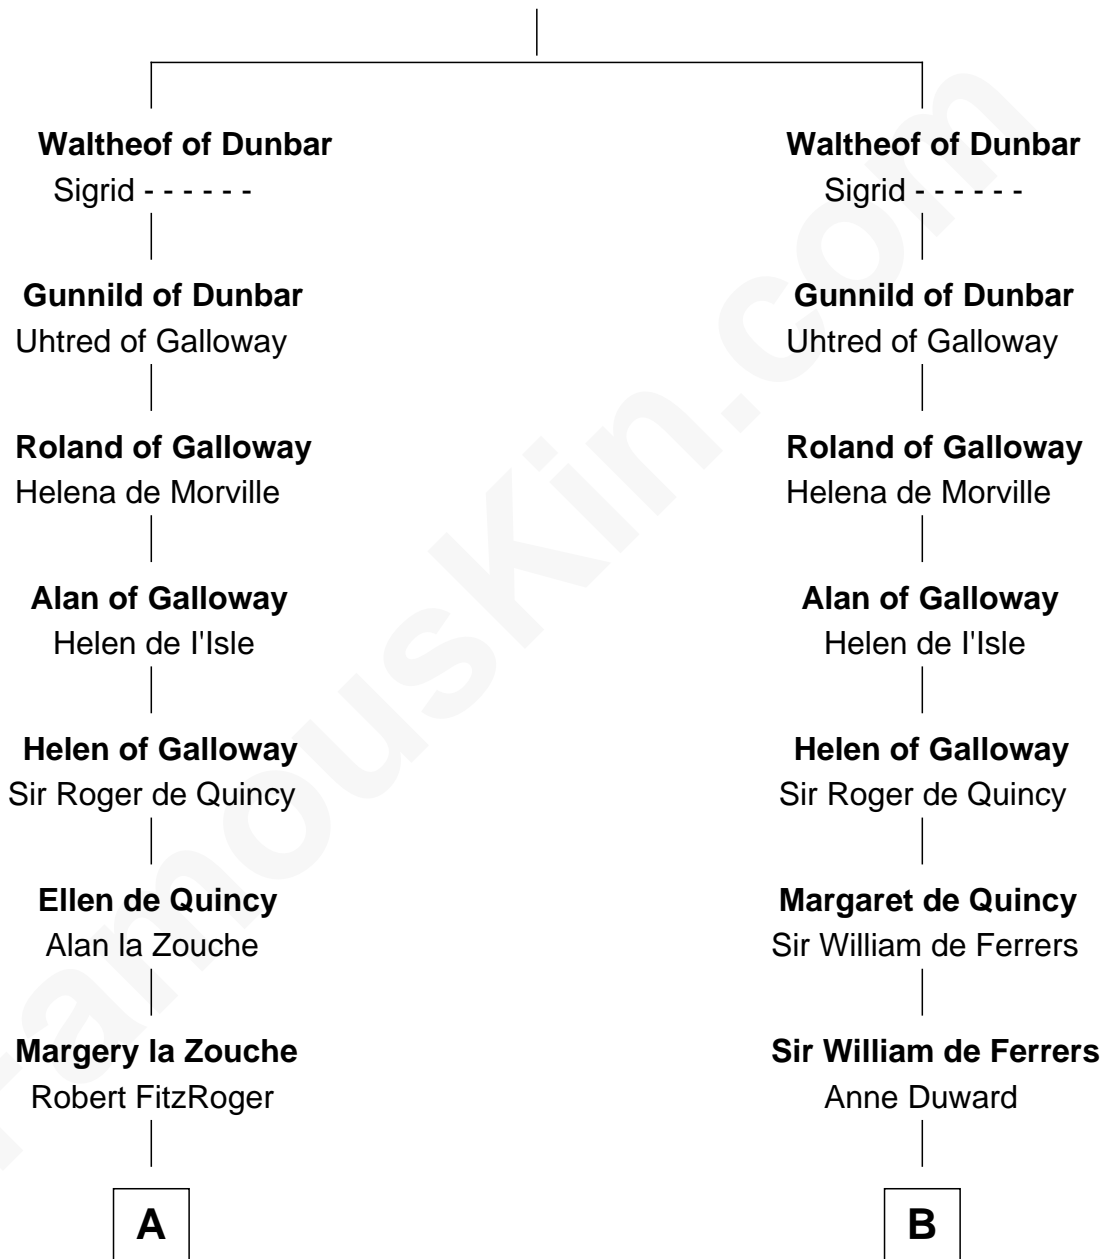 Waltheof of Dunbar
Sigrid - - - - - -
Gunnild of Dunbar
Uhtred of Galloway
Roland of Galloway
Helena de Morville
Alan of Galloway
Helen de I'Isle
Helen of Galloway
Sir Roger de Quincy
Ellen de Quincy
Alan la Zouche
Margery la Zouche
Robert FitzRoger
A
Waltheof of Dunbar
Sigrid - - - - - -
Gunnild of Dunbar
Uhtred of Galloway
Roland of Galloway
Helena de Morville
Alan of Galloway
Helen de I'Isle
Helen of Galloway
Sir Roger de Quincy
Margaret de Quincy
Sir William de Ferrers
Sir William de Ferrers
Anne Duward
B
FamousKin.com